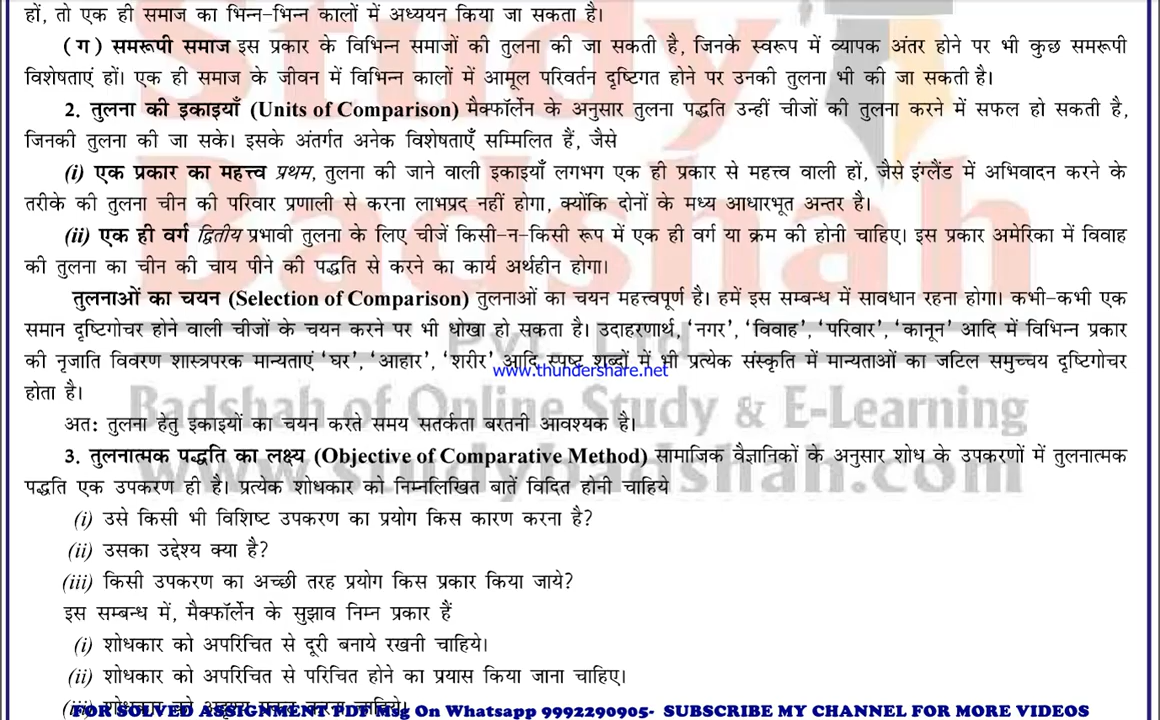 हों, तो एक ही समाज का भिन्न-भिन्न कालों में अध्ययन किया जा सकता है।
(ग) समरूपी समाज इस प्रकार के विभिन्न समाजों की तुलना की जा सकती है, जिनके स्वरूप में व्यापक अंतर होने पर भी कुछ समरूपी
विशेषताएं हों। एक ही समाज के जीवन में विभिन्न कालों में आमूल परिवर्तन दृष्टिगत होने पर उनकी तुलना भी की जा सकती है।
2. तुलना की इकाइयाँ (Units of Comparison) मैक्फॉर्लेन के अनुसार तुलना पद्धति उन्हीं चीजों की तुलना करने में सफल हो सकती है,
जिनकी तुलना की जा सके। इसके अंतर्गत अनेक विशेषताएँ सम्मिलित हैं, जैसे
(i) एक प्रकार का महत्त्व प्रथम, तुलना की जाने वाली इकाइयाँ लगभग एक ही प्रकार से महत्त्व वाली हों, जैसे इंग्लैंड में अभिवादन करने के
तरीके की तुलना चीन की परिवार प्रणाली से करना लाभप्रद नहीं होगा, क्योंकि दोनों के मध्य आधारभूत अन्तर है।
(ii) एक ही वर्ग द्वितीय प्रभावी तुलना के लिए चीजें किसी-न-किसी रूप में एक ही वर्ग या क्रम की होनी चाहिए। इस प्रकार अमेरिका में विवाह
की तुलना का चीन की चाय पीने की पद्धति से करने का कार्य अर्थहीन होगा।
तुलनाओं का चयन (Selection of Comparison) तुलनाओं का चयन महत्त्वपूर्ण है। हमें इस सम्बन्ध में सावधान रहना होगा। कभी-कभी एक
समान दृष्टिगोचर होने वाली चीजों के चयन करने पर भी धोखा हो सकता है। उदाहरणार्थ, ‘नगर’, ‘विवाह’, ‘परिवार’, ‘कानून’ आदि में विभिन्न प्रकार
की नृजाति विवरण शास्त्रपरक मान्यताएं ‘घर’, ‘आहार’, ‘शरीर’ आदि स्पष्ट शब्दों में भी प्रत्येक संस्कृति में मान्यताओं का जटिल समुच्चय दृष्टिगोचर
www.thundershare.net
होता है।
अतः तुलना हेतु इकाइयों का चयन करते समय सतर्कता बरतनी आवश्यक है।
3. तुलनात्मक पद्धति का लक्ष्य (Objective of Comparative Method) सामाजिक वैज्ञानिकों के अनुसार शोध के उपकरणों में तुलनात्मक
पद्धति एक उपकरण ही है। प्रत्येक शोधकार को निम्नलिखित बातें विदित होनी चाहिये
(i) उसे किसी भी विशिष्ट उपकरण का प्रयोग किस कारण करना है?
(ii) उसका उद्देश्य क्या है?
(iii) किसी उपकरण का अच्छी तरह प्रयोग किस प्रकार किया जाये?
इस सम्बन्ध में, मैक्फॉर्लेन के सुझाव निम्न प्रकार हैं
(i) शोधकार को अपरिचित से दूरी बनाये रखनी चाहिये।
(ii) शोधकार को अपरिचित से परिचित होने का प्रयास किया जाना चाहिए।
FOR SOLVED ASSIGNMENT PDF Msg On Whatsapp 9992290905- SUBSCRIBE MY CHANNEL FOR MORE VIDEOS
Study
Badshah
Pvt. Ltd
Badshah of Online Study & E-Learning
www.studybadshah.com